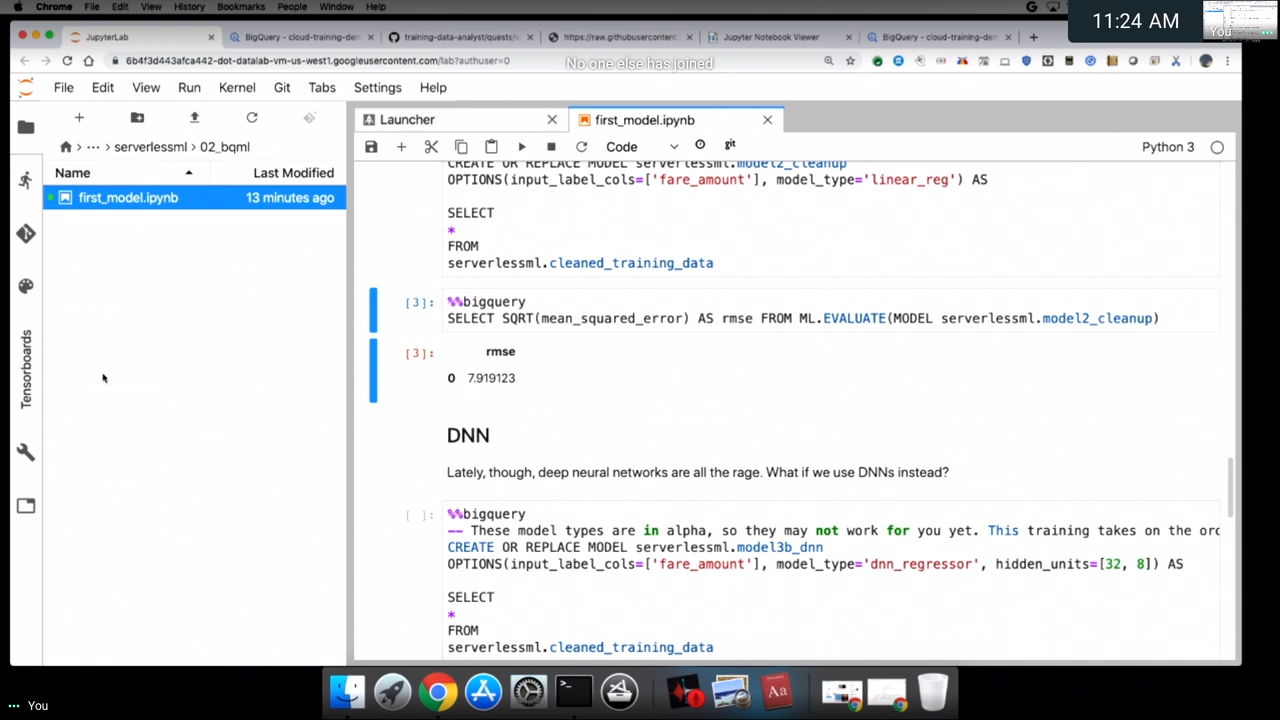 Chrome File Edit View History Bookmarks People Window Help
11:24 AM
You
JupyterLab
BigQuery - cloud-training-den
training-data-analyst/quests/s
https://raw.githubusercontent.
Jupyter Notebook Viewer
BigQuery - cloud-training-den
6b4f3d443afca442-dot-datalab-vm-us-west1.googleusercontent.com/lab?authuser=0
No one else has joined
File Edit View Run Kernel Git Tabs Settings Help
Launcher
first_model.ipynb
Code
git
Python 3
··· > serverlessml > 02_bqml
Name Last Modified
first_model.ipynb 13 minutes ago
Tensorboards
CREATE OR REPLACE MODEL serverlessml.model2_cleanup
OPTIONS(input_label_cols=['fare_amount'], model_type='linear_reg') AS
SELECT
*
FROM
serverlessml.cleaned_training_data
[3]: %%bigquery
SELECT SQRT(mean_squared_error) AS rmse FROM ML.EVALUATE(MODEL serverlessml.model2_cleanup)
[3]: rmse
0 7.919123
DNN
Lately, though, deep neural networks are all the rage. What if we use DNNs instead?
[ ]: %%bigquery
-- These model types are in alpha, so they may not work for you yet. This training takes on the orc
CREATE OR REPLACE MODEL serverlessml.model3b_dnn
OPTIONS(input_label_cols=['fare_amount'], model_type='dnn_regressor', hidden_units=[32, 8]) AS
SELECT
*
FROM
serverlessml.cleaned_training_data
Aa
You